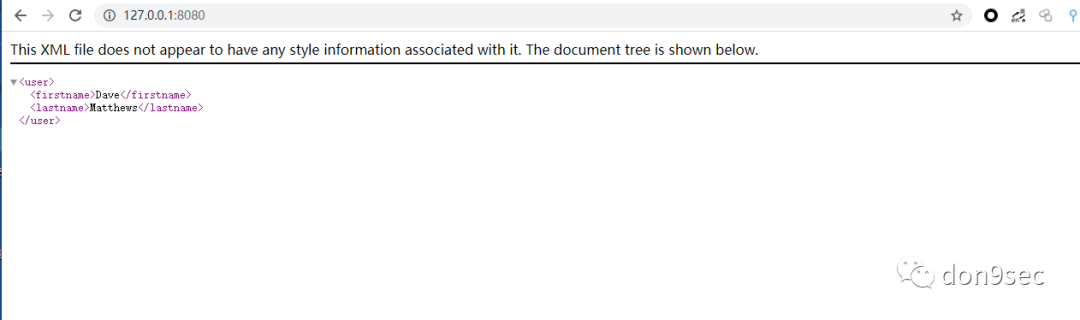 127.0.0.1:8080
This XML file does not appear to have any style information associated with it. The document tree is shown below.
▼<user>
<firstname>Dave</firstname>
<lastname>Matthews</lastname>
</user>
don9sec